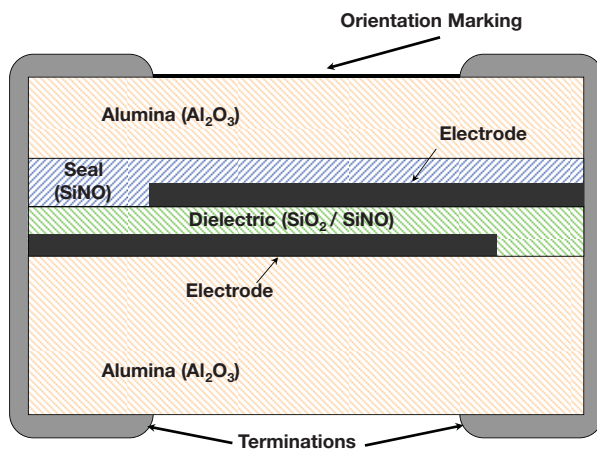 Orientation Marking
Alumina (Al₂O₃)
Electrode
Seal
(SiNO)
Dielectric (SiO₂ / SiNO)
Electrode
Alumina (Al₂O₃)
Terminations